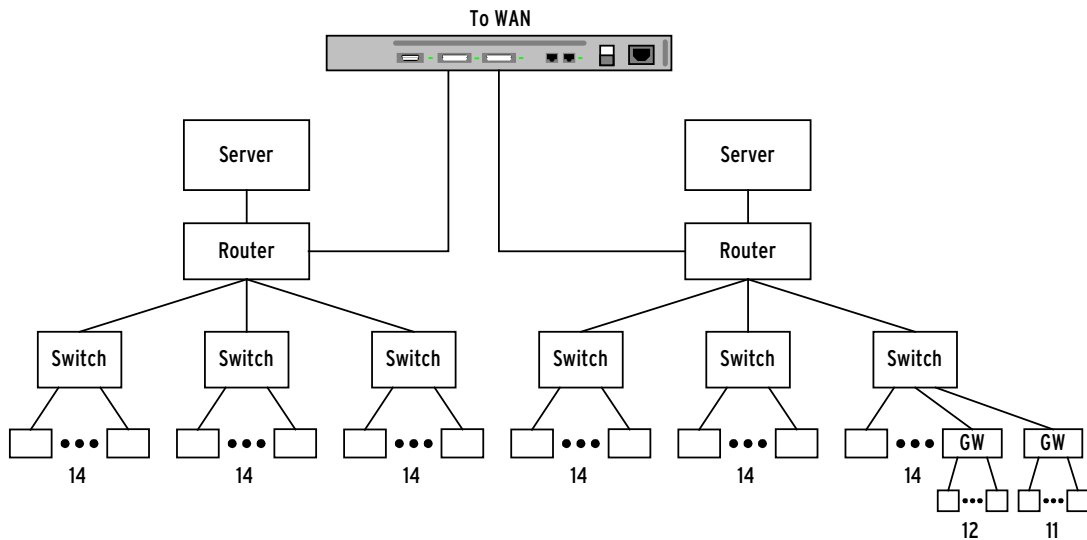 To WAN
Server
Server
Router
Router
Switch
Switch
Switch
Switch
Switch
Switch
GW
GW
14
14
14
14
14
14
12
11